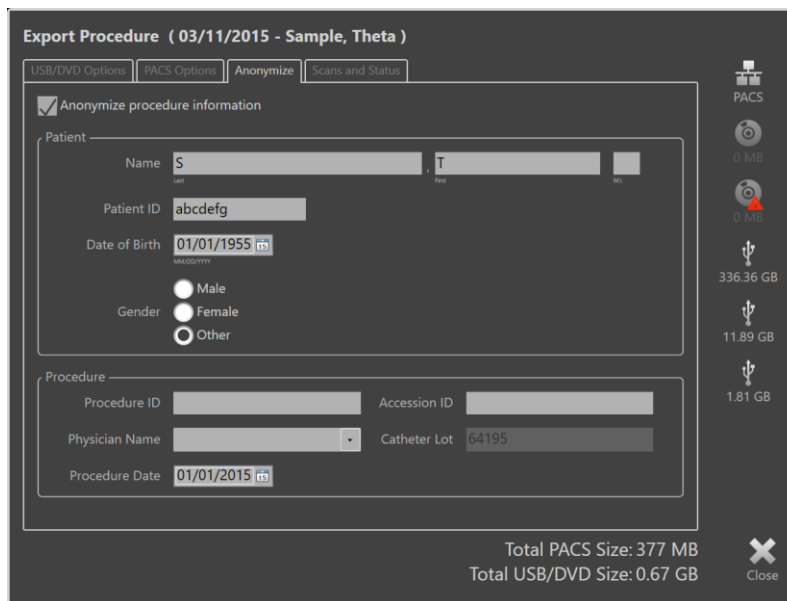 Export Procedure ( 03/11/2015 - Sample, Theta )
USB/DVD Options PACS Options Anonymize Scans and Status
Anonymize procedure information
Patient
Name S , T
Last First M.I.
Patient ID abcdefg
Date of Birth 01/01/1955 15
MM/DD/YYYY
Male
Gender Female
Other
Procedure
Procedure ID Accession ID
Physician Name Catheter Lot 64195
Procedure Date 01/01/2015 15
PACS
0 MB
0 MB
336.36 GB
11.89 GB
1.81 GB
Total PACS Size: 377 MB
Total USB/DVD Size: 0.67 GB
Close